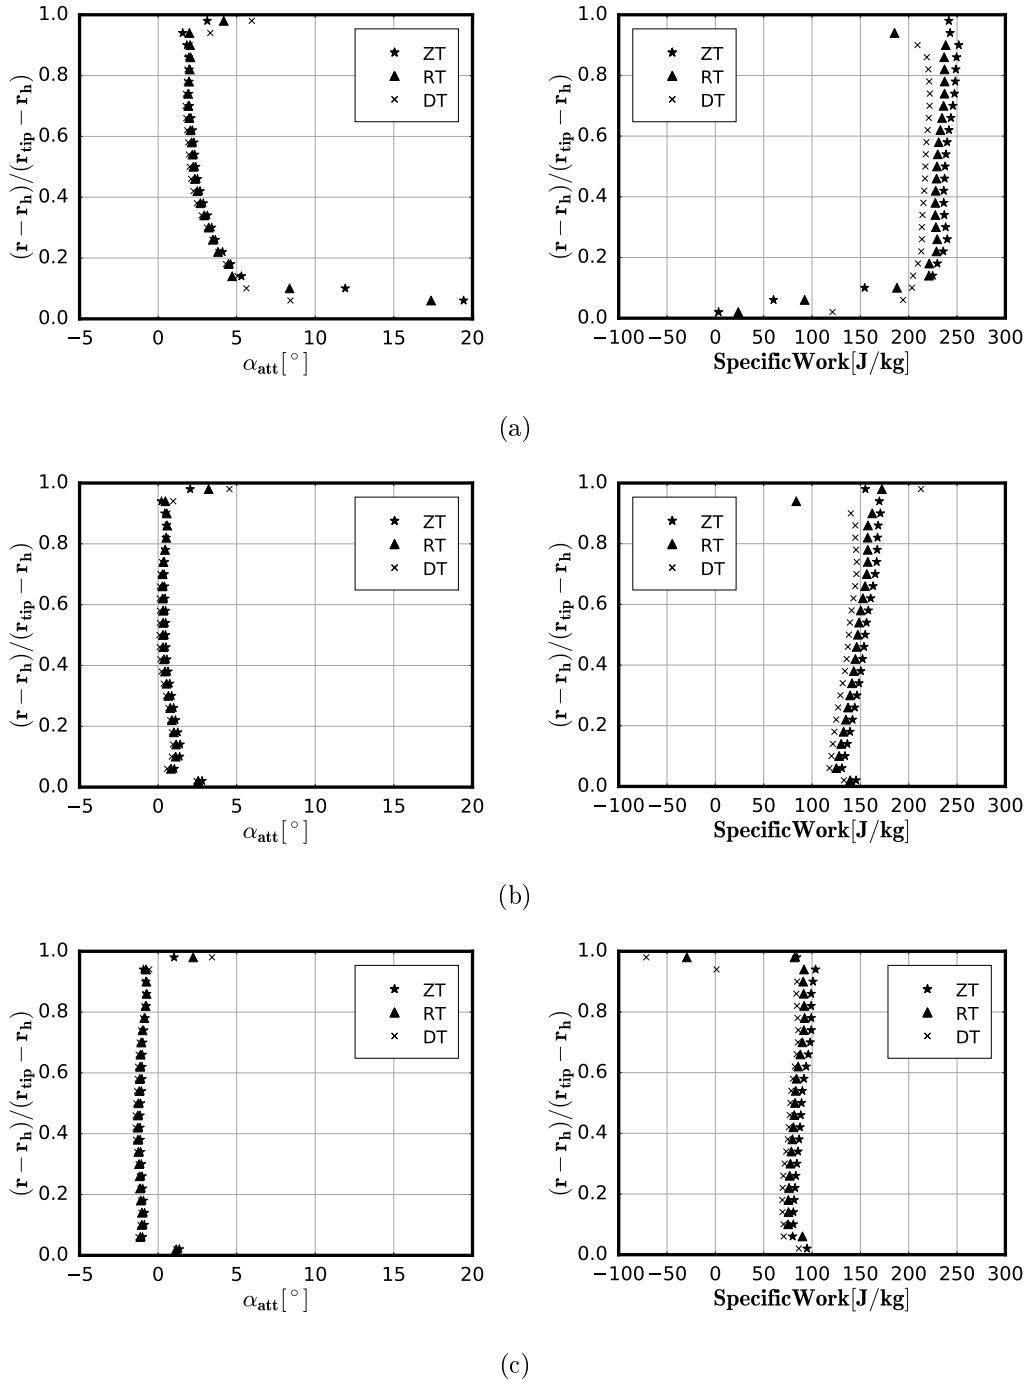 1.0
0.8
0.6
0.4
0.2
0.0
(r − r_h)/(r_tip − r_h)
ZT
RT
DT
−5 0 5 10 15 20
α_att[°]
1.0
0.8
0.6
0.4
0.2
0.0
(r − r_h)/(r_tip − r_h)
ZT
RT
DT
−100 −50 0 50 100 150 200 250 300
SpecificWork[J/kg]
(a)
1.0
0.8
0.6
0.4
0.2
0.0
(r − r_h)/(r_tip − r_h)
ZT
RT
DT
−5 0 5 10 15 20
α_att[°]
1.0
0.8
0.6
0.4
0.2
0.0
(r − r_h)/(r_tip − r_h)
ZT
RT
DT
−100 −50 0 50 100 150 200 250 300
SpecificWork[J/kg]
(b)
1.0
0.8
0.6
0.4
0.2
0.0
(r − r_h)/(r_tip − r_h)
ZT
RT
DT
−5 0 5 10 15 20
α_att[°]
1.0
0.8
0.6
0.4
0.2
0.0
(r − r_h)/(r_tip − r_h)
ZT
RT
DT
−100 −50 0 50 100 150 200 250 300
SpecificWork[J/kg]
(c)